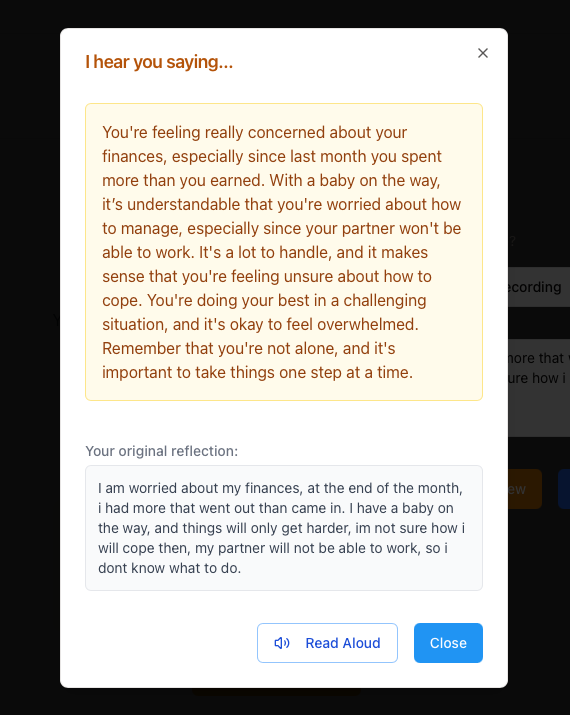 I hear you saying...
You're feeling really concerned about your
finances, especially since last month you spent
more than you earned. With a baby on the way,
it's understandable that you're worried about how
to manage, especially since your partner won't be
able to work. It's a lot to handle, and it makes
sense that you're feeling unsure about how to
cope. You're doing your best in a challenging
situation, and it's okay to feel overwhelmed.
Remember that you're not alone, and it's
important to take things one step at a time.
ecording
more that
ure how i
Your original reflection:
I am worried about my finances, at the end of the month,
i had more that went out than came in. I have a baby on
the way, and things will only get harder, im not sure how i
will cope then, my partner will not be able to work, so i
dont know what to do.
ew
Read Aloud
Close